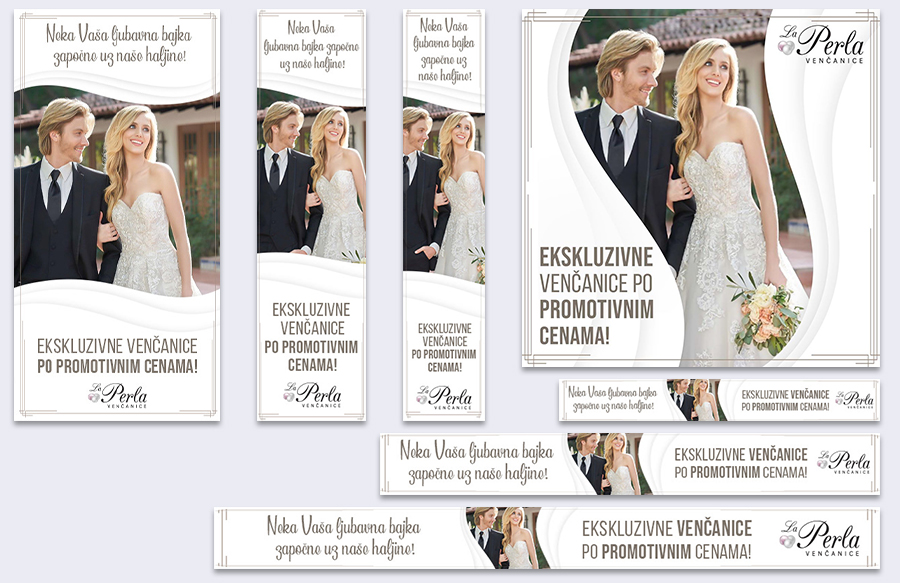 Neka Vaša ljubavna bajka
započne uz naše haljine!
EKSKLUZIVNE VENČANICE
PO PROMOTIVNIM CENAMA!
La Perla
VENČANICE
Neka Vaša
ljubavna bajka započne
uz naše haljine!
EKSKLUZIVNE
VENČANICE
PO PROMOTIVNIM
CENAMA!
La Perla
VENČANICE
Neka Vaša
ljubavna bajka
započne uz
naše haljine!
EKSKLUZIVNE
VENČANICE
PO PROMOTIVNIM
CENAMA!
La Perla
VENČANICE
La Perla
VENČANICE
EKSKLUZIVNE
VENČANICE PO
PROMOTIVNIM
CENAMA!
Neka Vaša ljubavna bajka
započne uz naše haljine!
EKSKLUZIVNE VENČANICE
PO PROMOTIVNIM CENAMA!
La Perla
VENČANICE
Neka Vaša ljubavna bajka
započne uz naše haljine!
EKSKLUZIVNE VENČANICE
PO PROMOTIVNIM CENAMA!
La Perla
VENČANICE
Neka Vaša ljubavna bajka
započne uz naše haljine!
EKSKLUZIVNE VENČANICE
PO PROMOTIVNIM CENAMA!
La Perla
VENČANICE